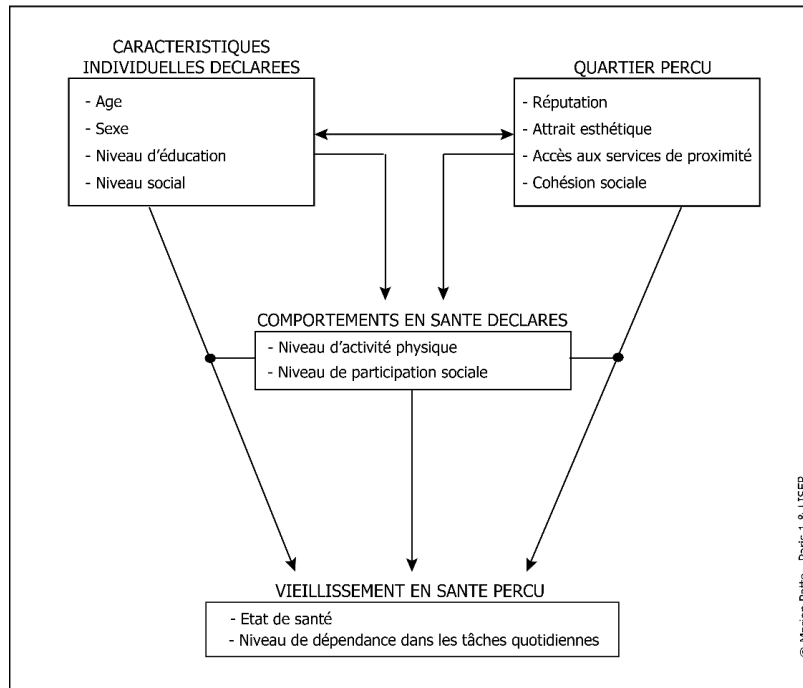 CARACTERISTIQUES
INDIVIDUELLES DECLAREES
- Age
- Sexe
- Niveau d'éducation
- Niveau social
QUARTIER PERCU
- Réputation
- Attrait esthétique
- Accès aux services de proximité
- Cohésion sociale
COMPORTEMENTS EN SANTE DECLARES
- Niveau d'activité physique
- Niveau de participation sociale
VIEILLISSEMENT EN SANTE PERCU
- Etat de santé
- Niveau de dépendance dans les tâches quotidiennes
Paris 1 &